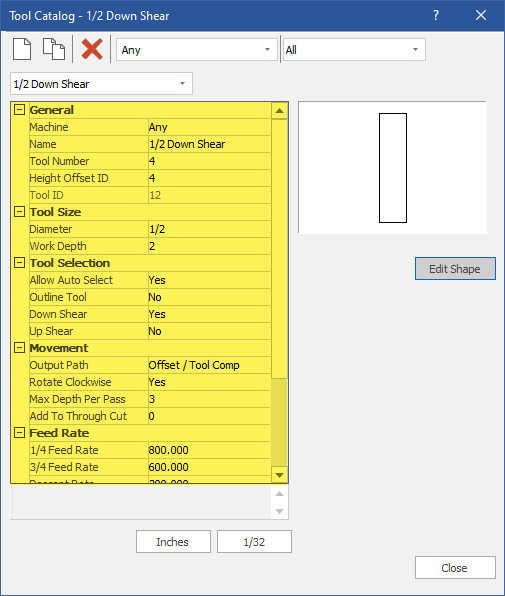 Tool Catalog - 1/2 Down Shear ?
Any All
1/2 Down Shear
General
Machine Any
Name 1/2 Down Shear
Tool Number 4
Height Offset ID 4
Tool ID 12
Tool Size
Diameter 1/2
Work Depth 2
Tool Selection
Allow Auto Select Yes
Outline Tool No
Down Shear Yes
Up Shear No
Movement
Output Path Offset / Tool Comp
Rotate Clockwise Yes
Max Depth Per Pass 3
Add To Through Cut 0
Feed Rate
1/4 Feed Rate 800.000
3/4 Feed Rate 600.000
Descent Rate 200.000
Edit Shape
Inches 1/32
Close